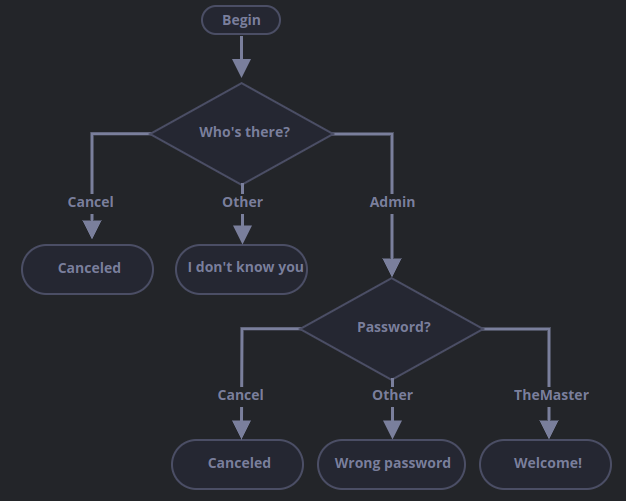 Begin
Who's there?
Cancel
Other
Admin
Canceled
I don't know you
Password?
Cancel
Other
TheMaster
Canceled
Wrong password
Welcome!